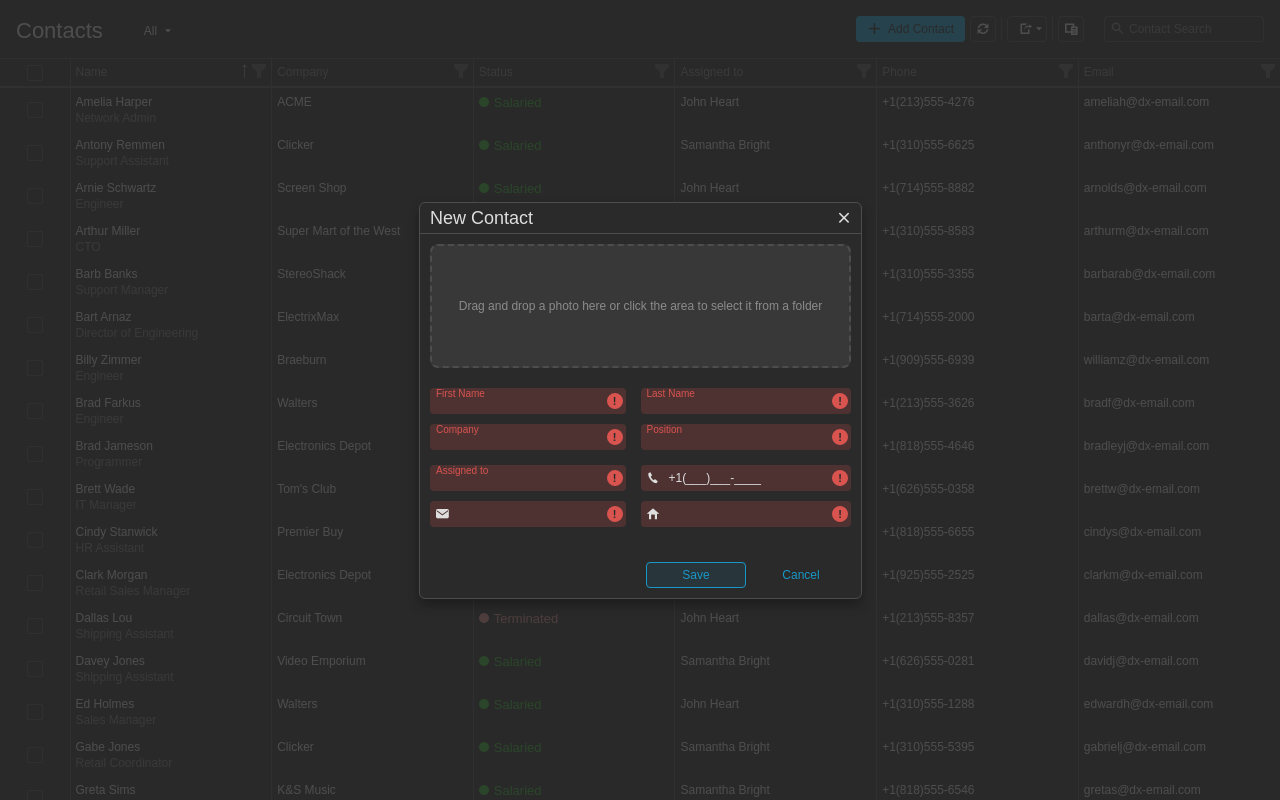 Contacts
All
Add Contact
Contact Search
Name
Company
Status
Assigned to
Phone
Email
Amelia Harper
Network Admin
ACME
Salaried
John Heart
+1(213)555-4276
ameliah@dx-email.com
Antony Remmen
Support Assistant
Clicker
Salaried
Samantha Bright
+1(310)555-6625
anthonyr@dx-email.com
Arnie Schwartz
Engineer
Screen Shop
Salaried
John Heart
+1(714)555-8882
arnolds@dx-email.com
Arthur Miller
CTO
Super Mart of the West
+1(310)555-8583
arthurm@dx-email.com
Barb Banks
Support Manager
StereoShack
+1(310)555-3355
barbarab@dx-email.com
Bart Arnaz
Director of Engineering
ElectrixMax
+1(714)555-2000
barta@dx-email.com
Billy Zimmer
Engineer
Braeburn
+1(909)555-6939
williamz@dx-email.com
Brad Farkus
Engineer
Walters
+1(213)555-3626
bradf@dx-email.com
Brad Jameson
Programmer
Electronics Depot
+1(818)555-4646
bradleyj@dx-email.com
Brett Wade
IT Manager
Tom's Club
+1(626)555-0358
brettw@dx-email.com
Cindy Stanwick
HR Assistant
Premier Buy
+1(818)555-6655
cindys@dx-email.com
Clark Morgan
Retail Sales Manager
Electronics Depot
+1(925)555-2525
clarkm@dx-email.com
Dallas Lou
Shipping Assistant
Circuit Town
Terminated
John Heart
+1(213)555-8357
dallas@dx-email.com
Davey Jones
Shipping Assistant
Video Emporium
Salaried
Samantha Bright
+1(626)555-0281
davidj@dx-email.com
Ed Holmes
Sales Manager
Walters
Salaried
John Heart
+1(310)555-1288
edwardh@dx-email.com
Gabe Jones
Retail Coordinator
Clicker
Salaried
Samantha Bright
+1(310)555-5395
gabrielj@dx-email.com
Greta Sims
K&S Music
Salaried
Samantha Bright
+1(818)555-6546
gretas@dx-email.com
New Contact
Drag and drop a photo here or click the area to select it from a folder
First Name
Last Name
Company
Position
Assigned to
+1(___)___-____
Save
Cancel